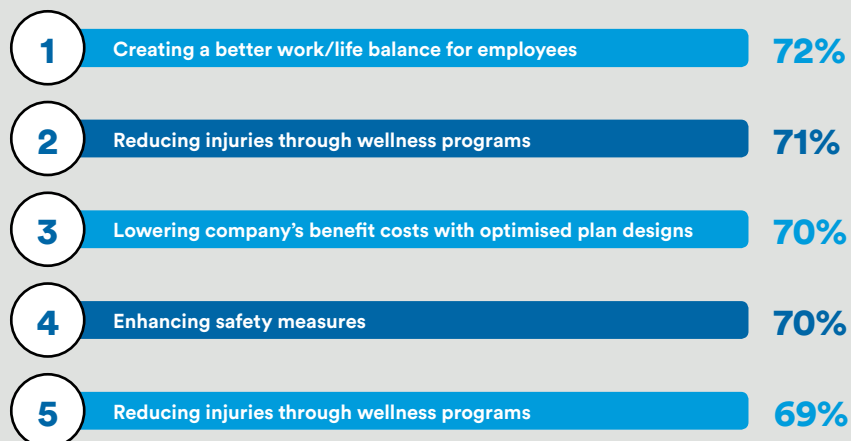 1 Creating a better work/life balance for employees 72%
2 Reducing injuries through wellness programs 71%
3 Lowering company’s benefit costs with optimised plan designs 70%
4 Enhancing safety measures 70%
5 Reducing injuries through wellness programs 69%